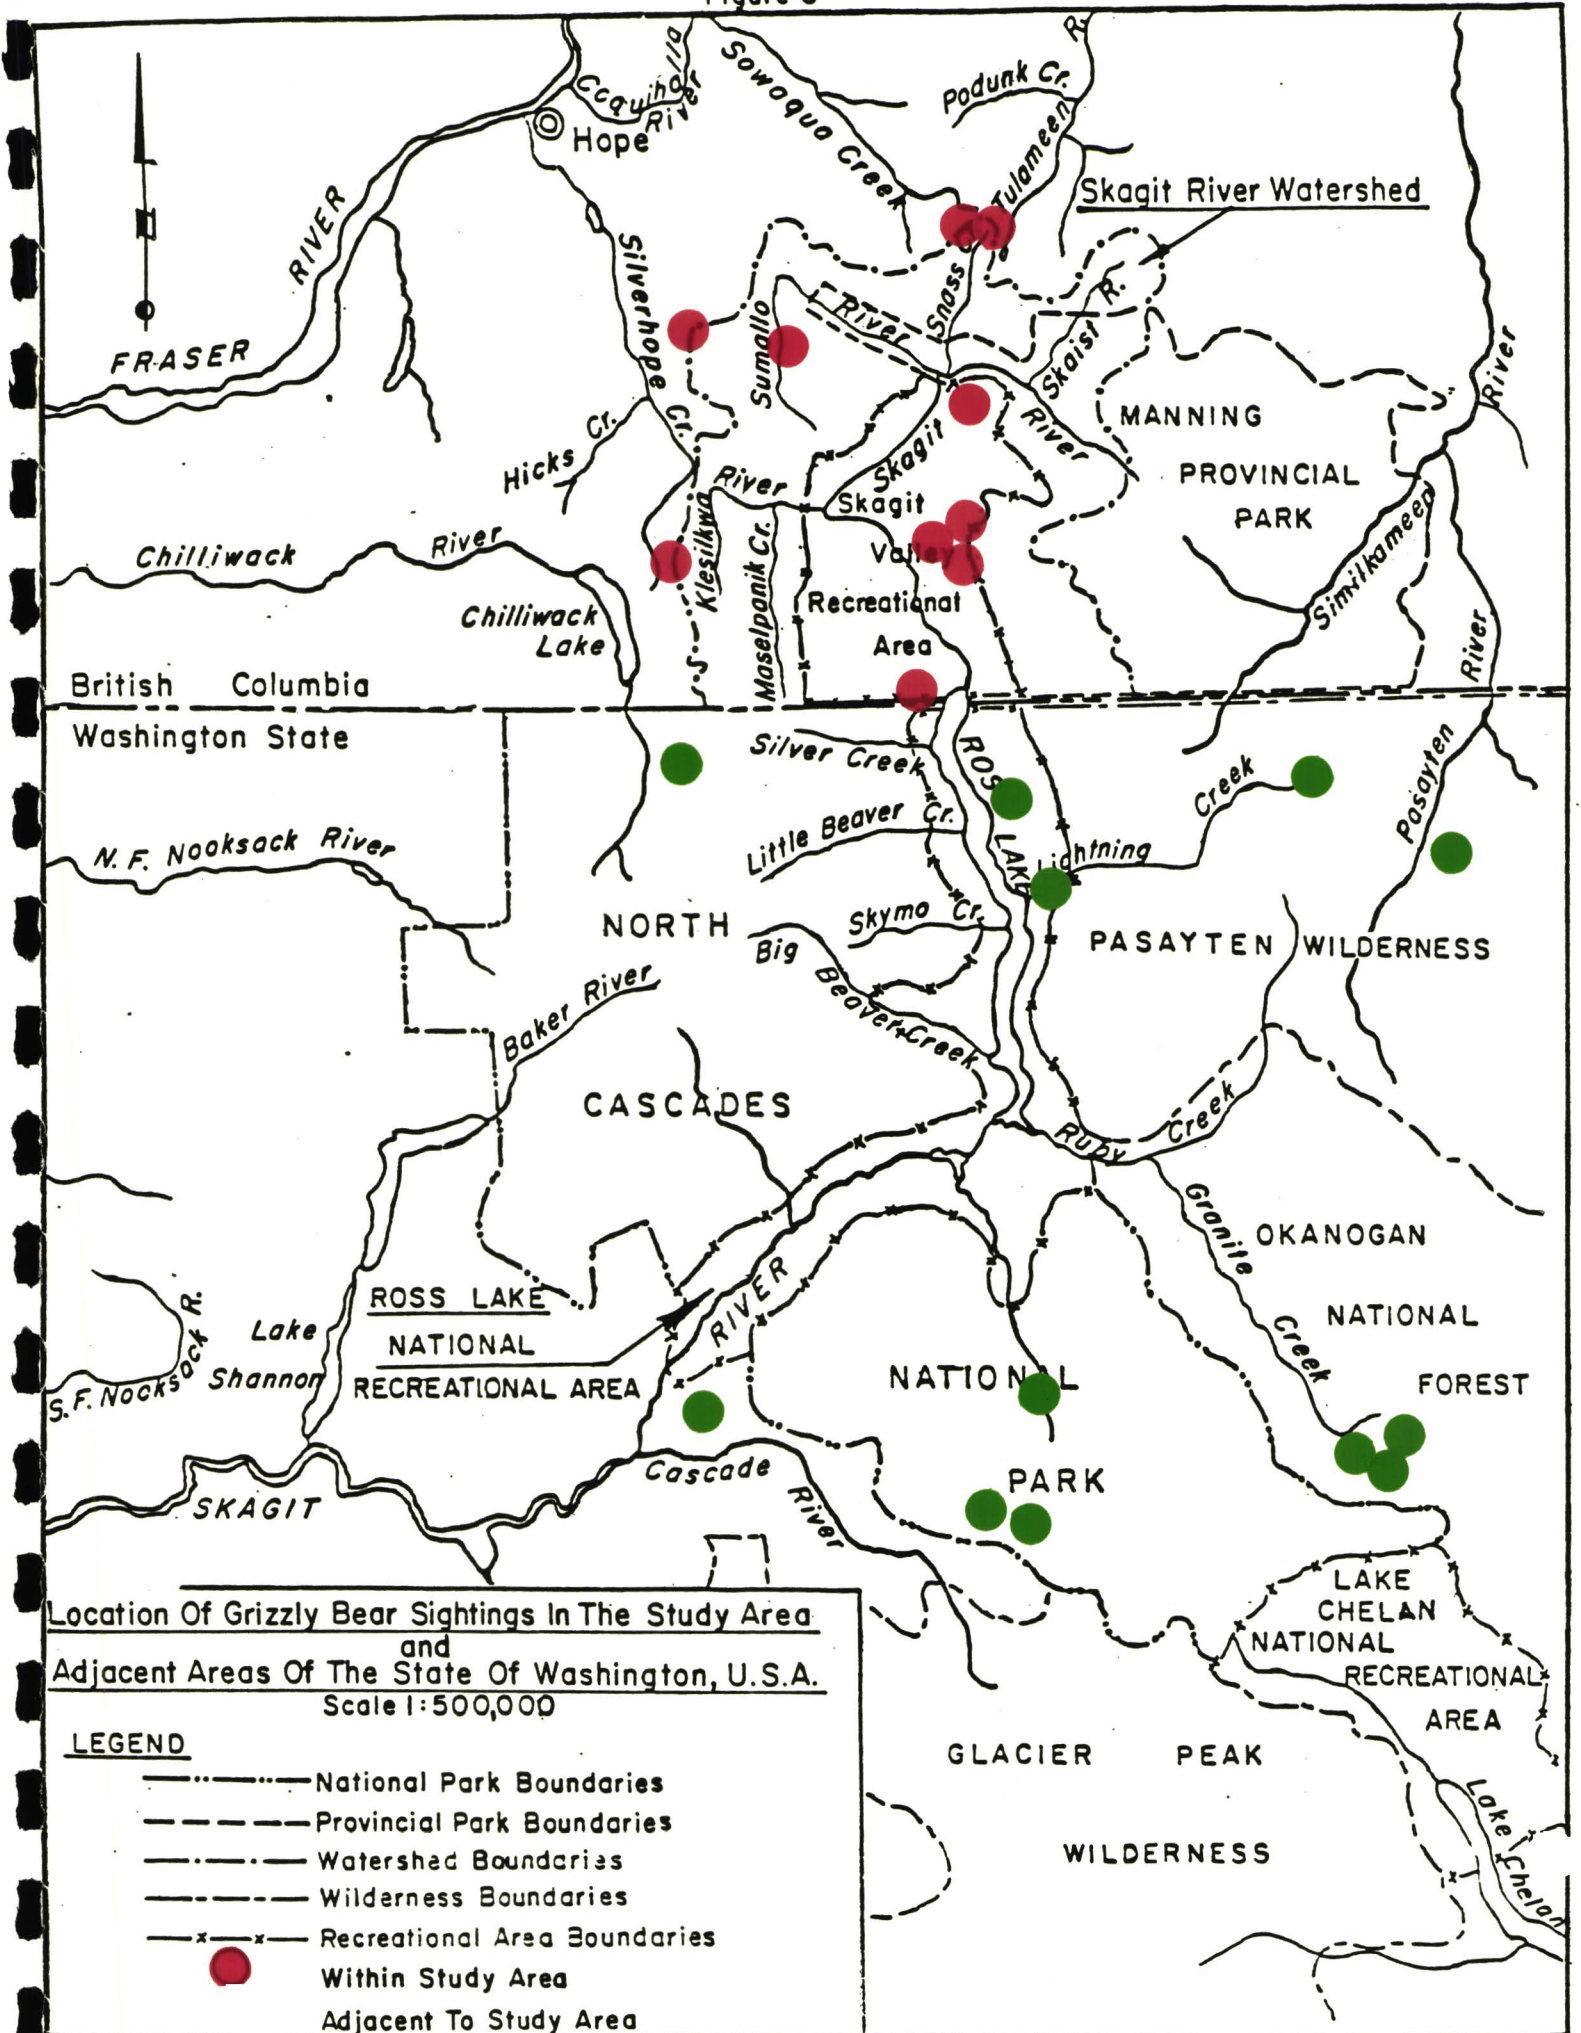 R.
Coquihalla
River
Hope
Sowaqua Creek
Podunk Cr.
Tulameen
Skagit River Watershed
RIVER
FRASER
Silverhope
Cr.
Sumallo
River
Snass
Skaist
R.
River
Skagit
River
MANNING
PROVINCIAL
PARK
Hicks Cr.
River
Klesilkwa
Maselpanik Cr.
Skagit
Valley
Recreational
Area
Similkameen
River
Chilliwack River
Chilliwack
Lake
British Columbia
Washington State
Silver Creek
ROSS
LAKE
Little Beaver Cr.
Lightning
Creek
Pasayten
N.F. Nooksack River
NORTH
Skymo Cr.
Big
Beaver Creek
PASAYTEN WILDERNESS
Baker River
CASCADES
Ruby
Creek
Granite
Creek
OKANOGAN
NATIONAL
FOREST
ROSS LAKE
NATIONAL
RECREATIONAL AREA
RIVER
Lake
Shannon
S.F. Nocksack R.
NATIONAL
PARK
Cascade
River
SKAGIT
LAKE
CHELAN
NATIONAL
RECREATIONAL
AREA
GLACIER PEAK
WILDERNESS
Lake Chelan
Location Of Grizzly Bear Sightings In The Study Area
and
Adjacent Areas Of The State Of Washington, U.S.A.
Scale 1:500,000
LEGEND
National Park Boundaries
Provincial Park Boundaries
Watershed Boundaries
Wilderness Boundaries
Recreational Area Boundaries
Within Study Area
Adjacent To Study Area